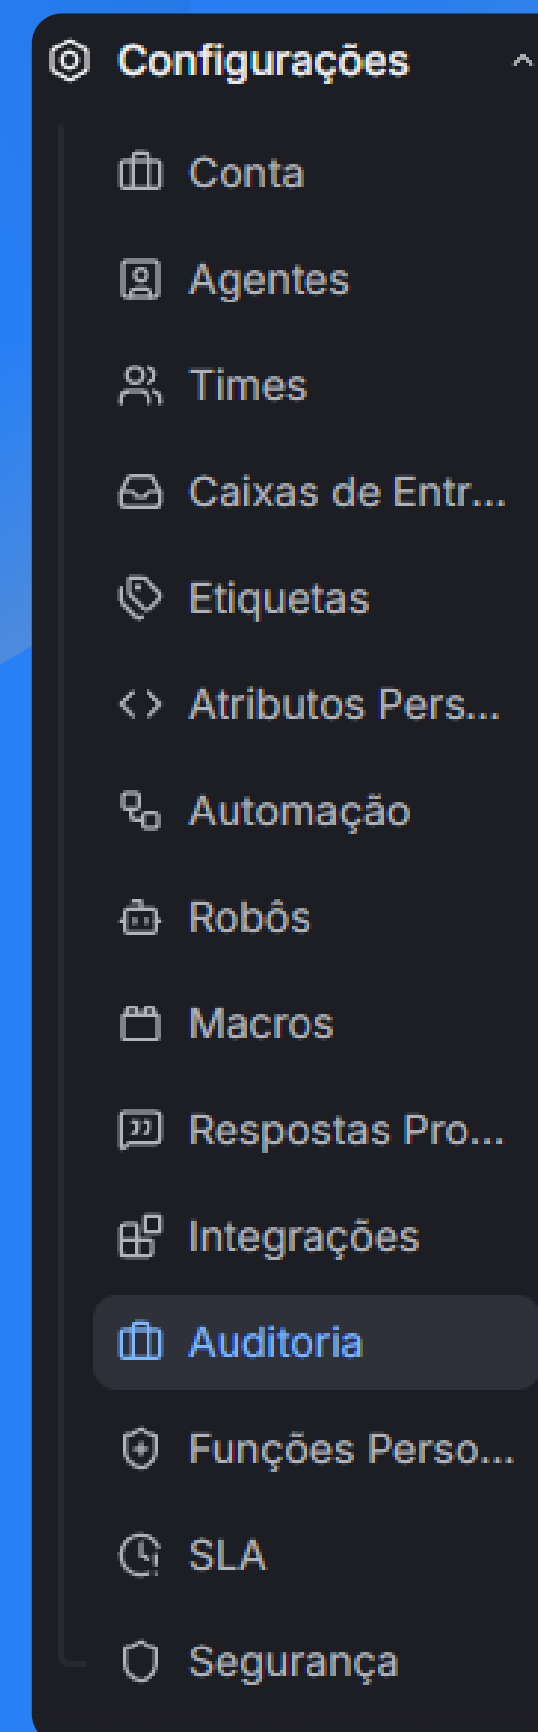 Configurações
Conta
Agentes
Times
Caixas de Entr...
Etiquetas
Atributos Pers...
Automação
Robôs
Macros
Respostas Pro...
Integrações
Auditoria
Funções Perso...
SLA
Segurança